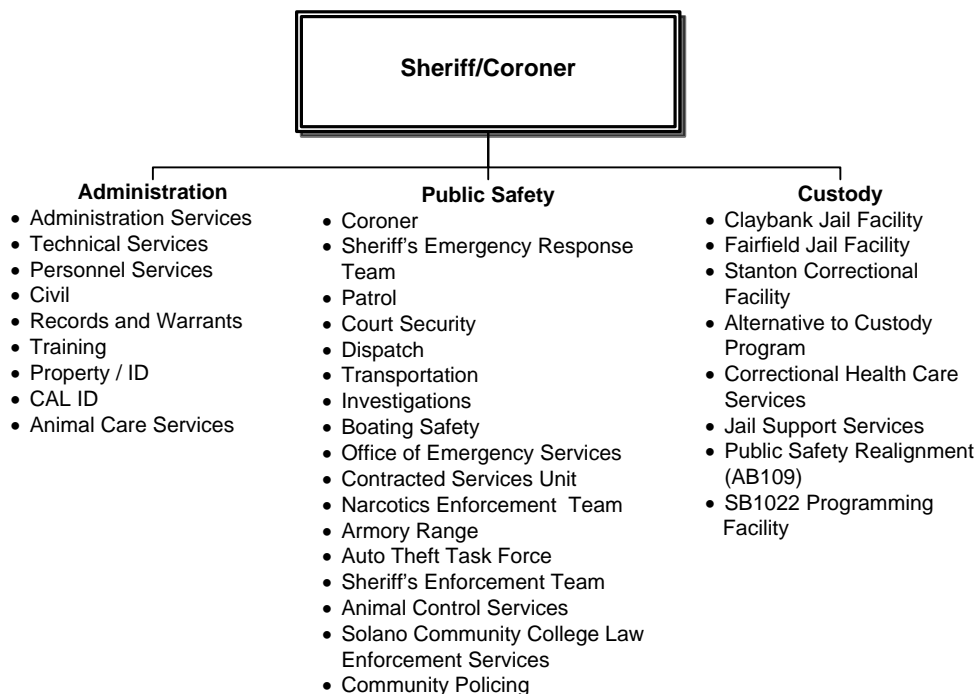 Sheriff/Coroner
Administration
• Administration Services
• Technical Services
• Personnel Services
• Civil
• Records and Warrants
• Training
• Property / ID
• CAL ID
• Animal Care Services
Public Safety
• Coroner
• Sheriff's Emergency Response
Team
• Patrol
• Court Security
• Dispatch
• Transportation
• Investigations
• Boating Safety
• Office of Emergency Services
• Contracted Services Unit
• Narcotics Enforcement Team
• Armory Range
• Auto Theft Task Force
• Sheriff's Enforcement Team
• Animal Control Services
• Solano Community College Law
Enforcement Services
• Community Policing
Custody
• Claybank Jail Facility
• Fairfield Jail Facility
• Stanton Correctional
Facility
• Alternative to Custody
Program
• Correctional Health Care
Services
• Jail Support Services
• Public Safety Realignment
(AB109)
• SB1022 Programming
Facility